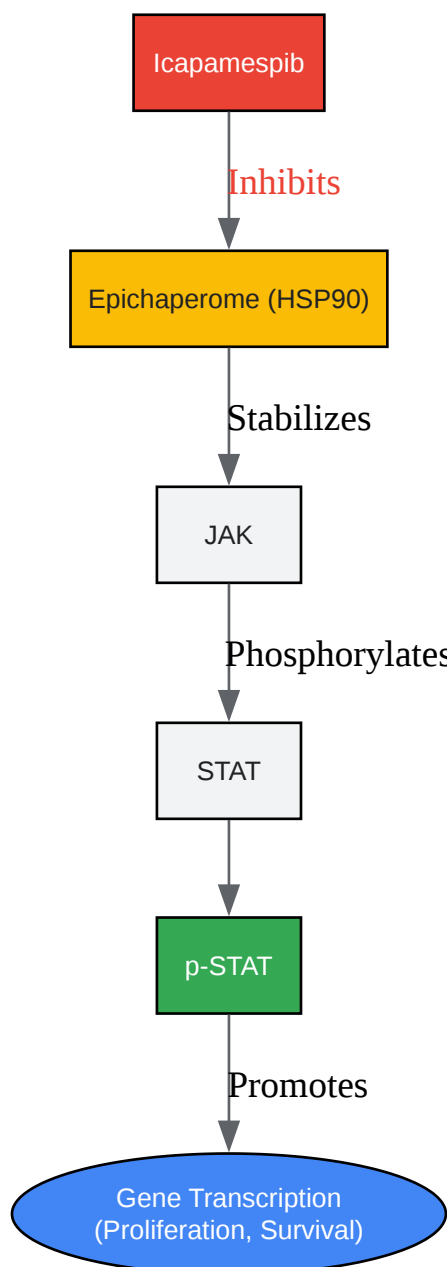 Icapamespib
Inhibits
Epichaperome (HSP90)
Stabilizes
JAK
Phosphorylates
STAT
p-STAT
Promotes
Gene Transcription
(Proliferation, Survival)